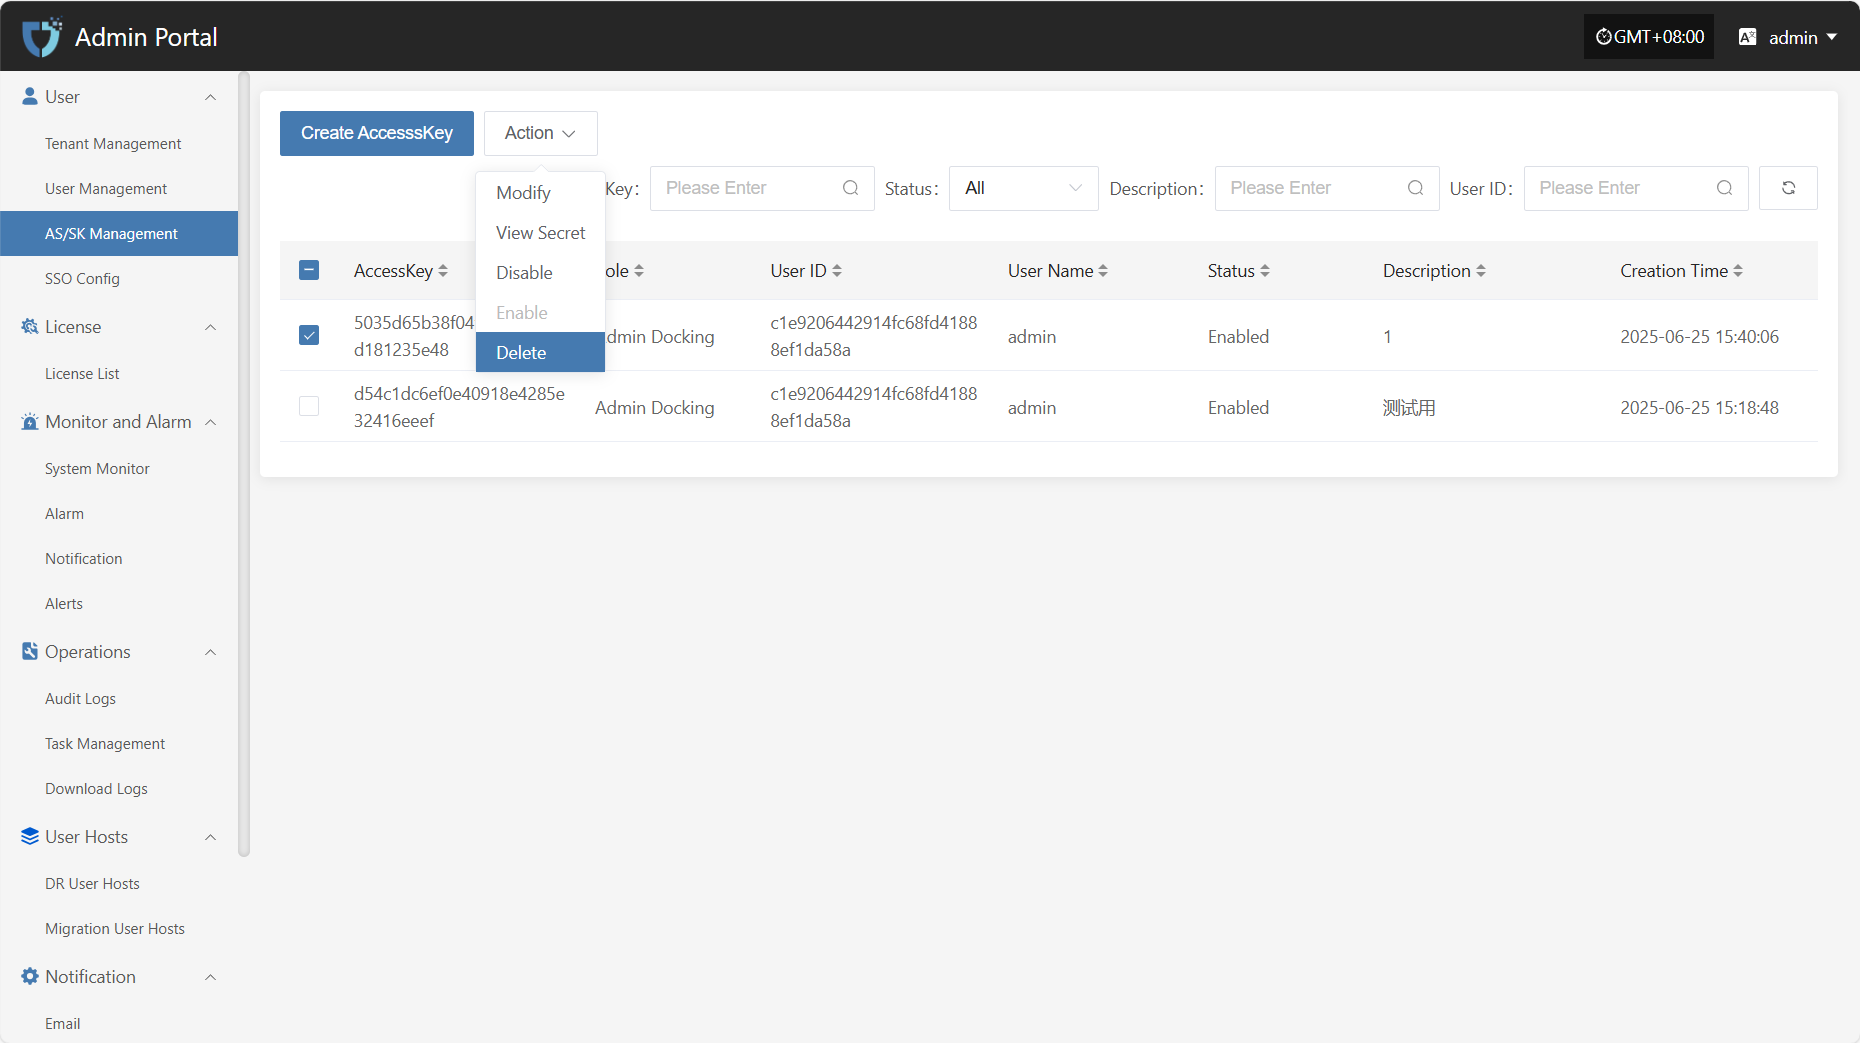 Admin Portal
GMT+08:00
admin
User
Tenant Management
User Management
AS/SK Management
SSO Config
License
License List
Monitor and Alarm
System Monitor
Alarm
Notification
Alerts
Operations
Audit Logs
Task Management
Download Logs
User Hosts
DR User Hosts
Migration User Hosts
Notification
Email
Create AccesssKey
Action
Modify
View Secret
Disable
Enable
Delete
Key: Please Enter Status: All Description: Please Enter User ID: Please Enter
AccessKey ole User ID User Name Status Description Creation Time
5035d65b38f04
d181235e48
dmin Docking
c1e9206442914fc68fd4188
8ef1da58a
admin
Enabled
1
2025-06-25 15:40:06
d54c1dc6ef0e40918e4285e
32416eeef
Admin Docking
c1e9206442914fc68fd4188
8ef1da58a
admin
Enabled
测试用
2025-06-25 15:18:48